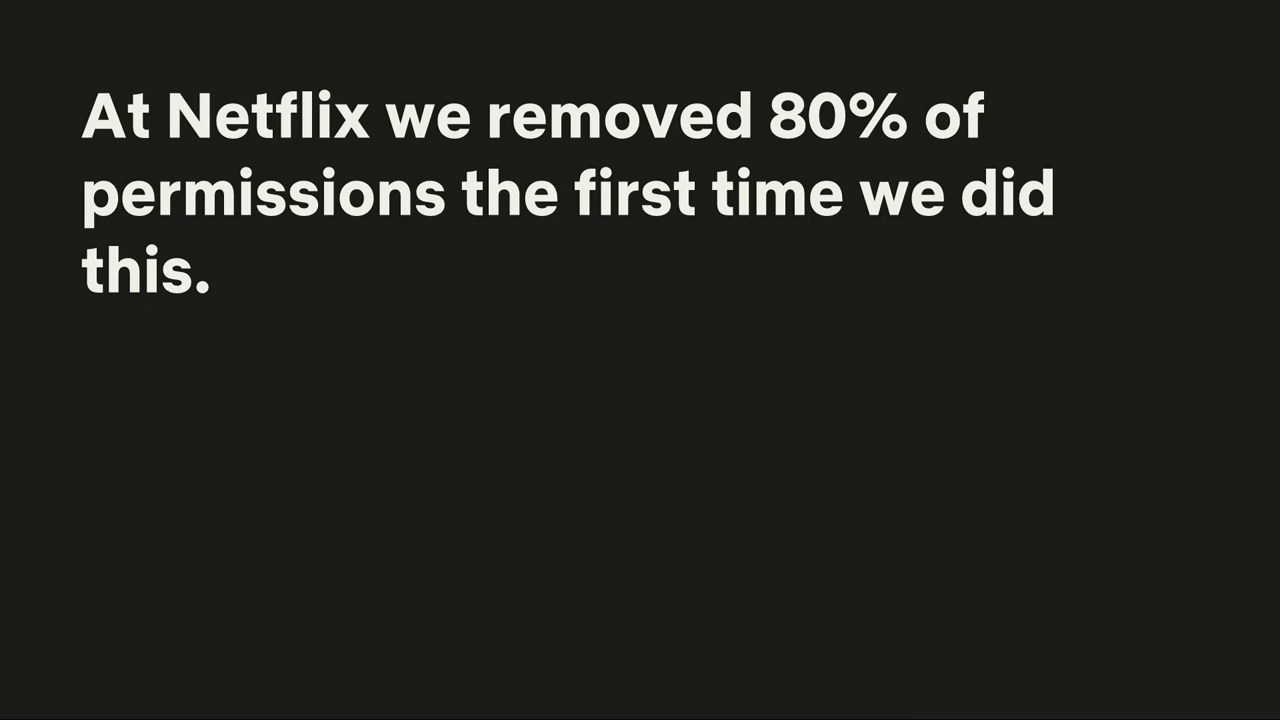 At Netflix we removed 80% of
permissions the first time we did
this.